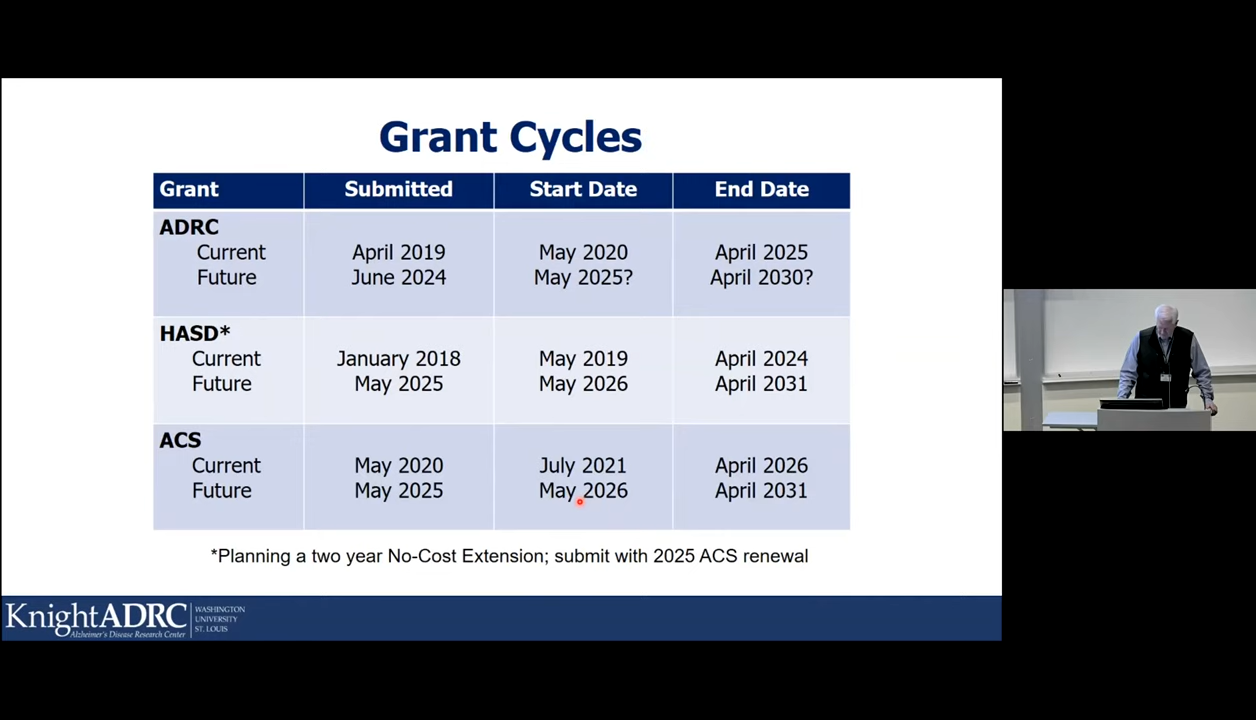 Grant Cycles
Grant Submitted Start Date End Date
ADRC
Current April 2019 May 2020 April 2025
Future June 2024 May 2025? April 2030?
HASD*
Current January 2018 May 2019 April 2024
Future May 2025 May 2026 April 2031
ACS
Current May 2020 July 2021 April 2026
Future May 2025 May 2026 April 2031
*Planning a two year No-Cost Extension; submit with 2025 ACS renewal
KnightADRC
Alzheimer's Disease Research Center
WASHINGTON
UNIVERSITY
ST. LOUIS